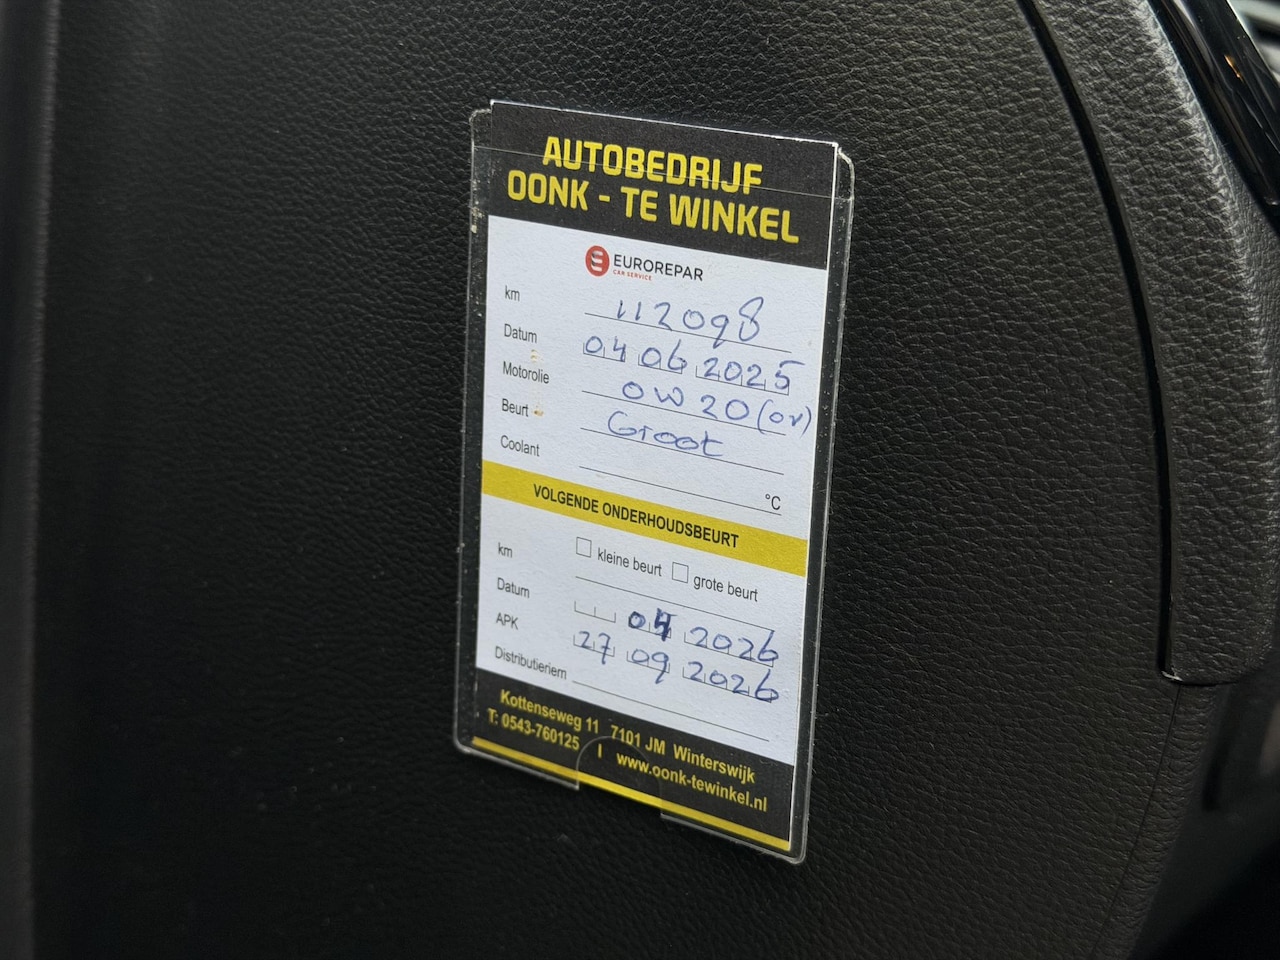 AUTOBEDRIJF
OONK - TE WINKEL
EUROREPAR
CAR SERVICE
km 112098
Datum 04 06 2025
Motorolie 0W20 (ov)
Beurt Groot
Coolant °C
VOLGENDE ONDERHOUDSBEURT
kleine beurt grote beurt
km
Datum 04 2026
APK 27 09 2026
Distributieriem
Kottenseweg 11 7101 JM Winterswijk
T: 0543-760125 | www.oonk-tewinkel.nl